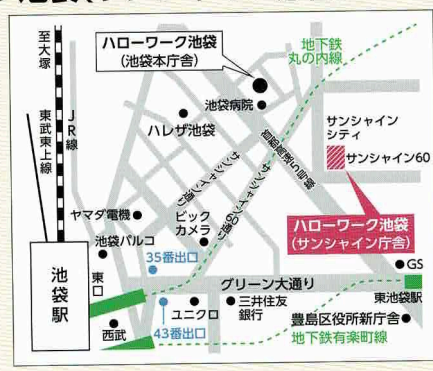 至大塚
東武東上線
JR線
ハローワーク池袋
(池袋本庁舎)
地下鉄
丸の内線
池袋病院
ハレザ池袋
サンシャイン
シティ
サンシャイン60
サンシャイン通り
サンシャイン60通り
首都高速5号線
ハローワーク池袋
(サンシャイン庁舎)
ヤマダ電機
ビック
カメラ
池袋パルコ
35番出口
池袋駅
東口
グリーン大通り
GS
東池袋駅
西武
43番出口
ユニクロ
三井住友
銀行
豊島区役所新庁舎
地下鉄有楽町線